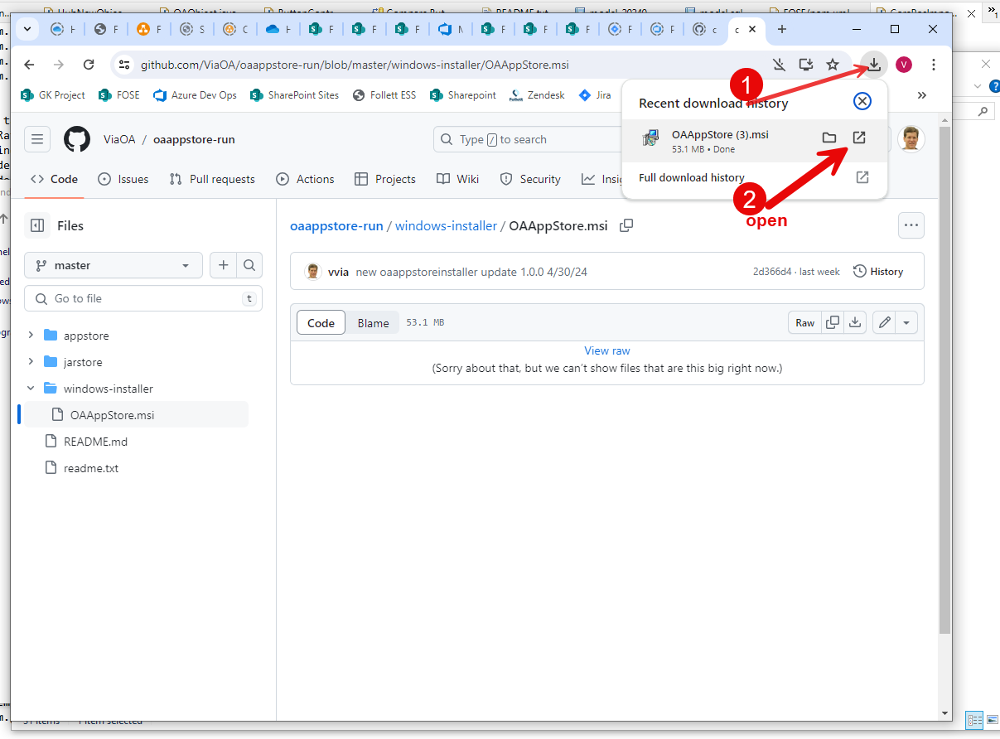 github.com/ViaOA/oaappstore-run/blob/master/windows-installer/OAAppStore.msi
V
GK Project
FOSE
Azure Dev Ops
SharePoint Sites
Follett ESS
Sharepoint
Zendesk
Jira
1
Recent download history
OAAppStore (3).msi
53.1 MB • Done
Full download history
2
open
ViaOA / oaappstore-run
Type / to search
Code
Issues
Pull requests
Actions
Projects
Wiki
Security
Files
master
Go to file
t
appstore
jarstore
windows-installer
OAAppStore.msi
README.md
readme.txt
oaappstore-run / windows-installer / OAAppStore.msi
vvia new oaappstoreinstaller update 1.0.0 4/30/24
2d366d4 · last week
History
Code
Blame
53.1 MB
Raw
View raw
(Sorry about that, but we can't show files that are this big right now.)